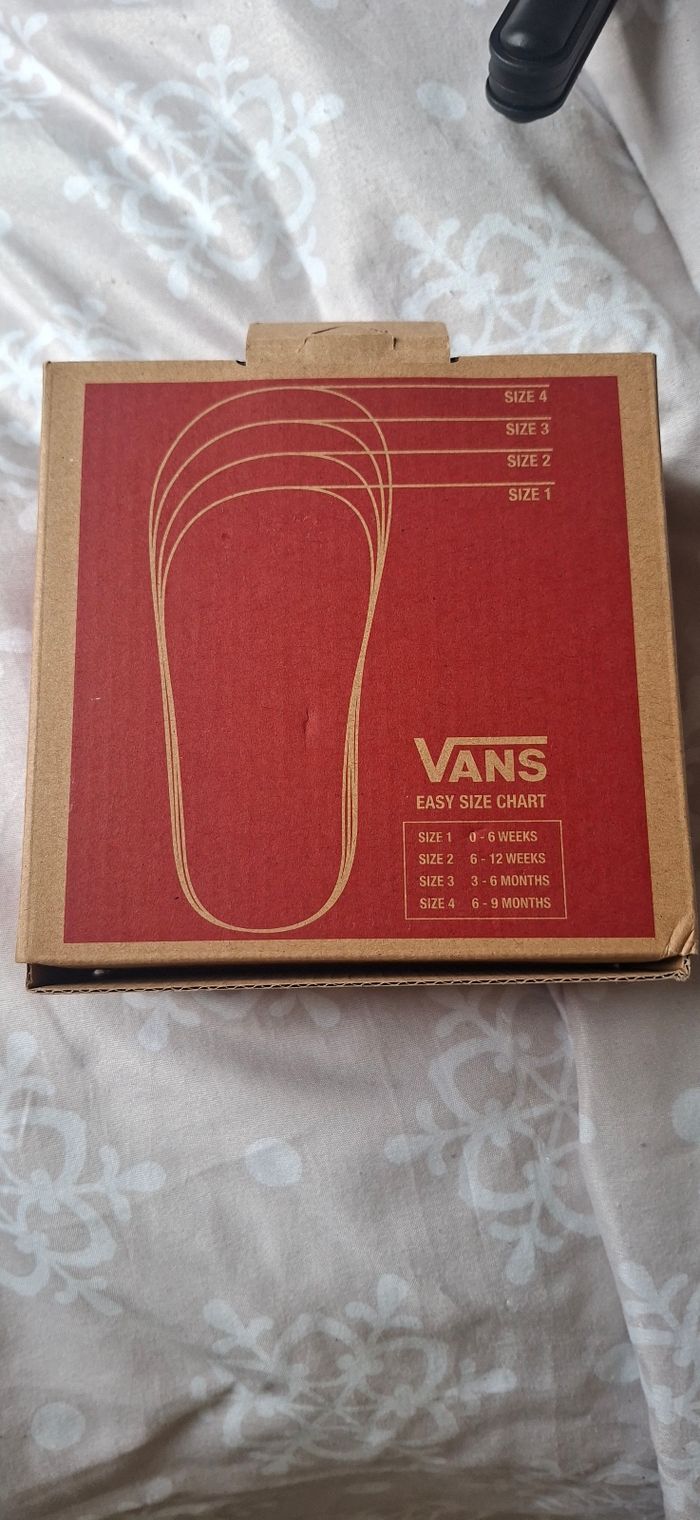 SIZE 4
SIZE 3
SIZE 2
SIZE 1
VANS
EASY SIZE CHART
SIZE 1 0 - 6 WEEKS
SIZE 2 6 - 12 WEEKS
SIZE 3 3 - 6 MONTHS
SIZE 4 6 - 9 MONTHS